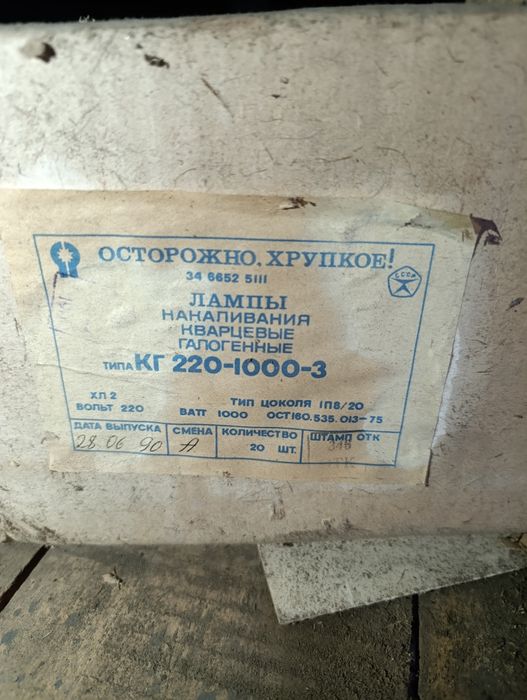 ОСТОРОЖНО, ХРУПКОЕ!
34 6652 5111
СССР
ЛАМПЫ
НАКАЛИВАНИЯ
КВАРЦЕВЫЕ
ГАЛОГЕННЫЕ
ТИПА КГ 220-1000-3
ХЛ 2 ТИП ЦОКОЛЯ 1П8/20
ВОЛЬТ 220 ВАТТ 1000 ОСТ160.535.013-75
ДАТА ВЫПУСКА СМЕНА КОЛИЧЕСТВО ШТАМП ОТК
28 06 90 А 20 ШТ.